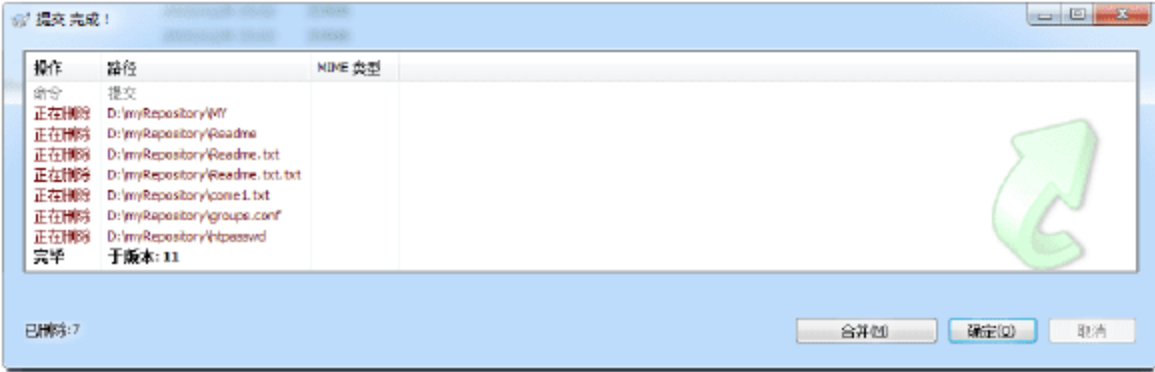 提交 完成！
操作 路径 MIME 类型
命令 提交
正在删除 D:\myRepository\MY
正在删除 D:\myRepository\Readme
正在删除 D:\myRepository\Readme.txt
正在删除 D:\myRepository\Readme.txt.txt
正在删除 D:\myRepository\come1.txt
正在删除 D:\myRepository\groups.conf
正在删除 D:\myRepository\htpasswd
完毕 于版本: 11
已删除:7 合并(M) 确定(O) 取消